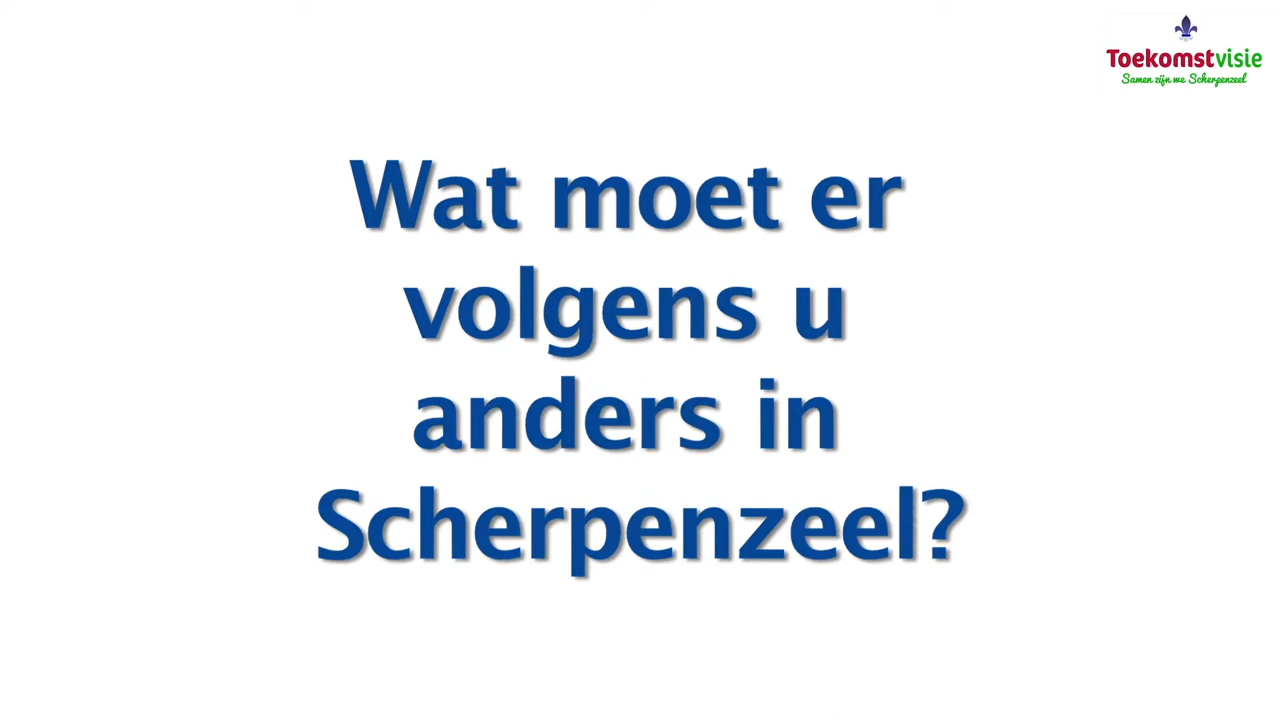 Toekomstvisie
Samen zijn we Scherpenzeel
Wat moet er
volgens u
anders in
Scherpenzeel?